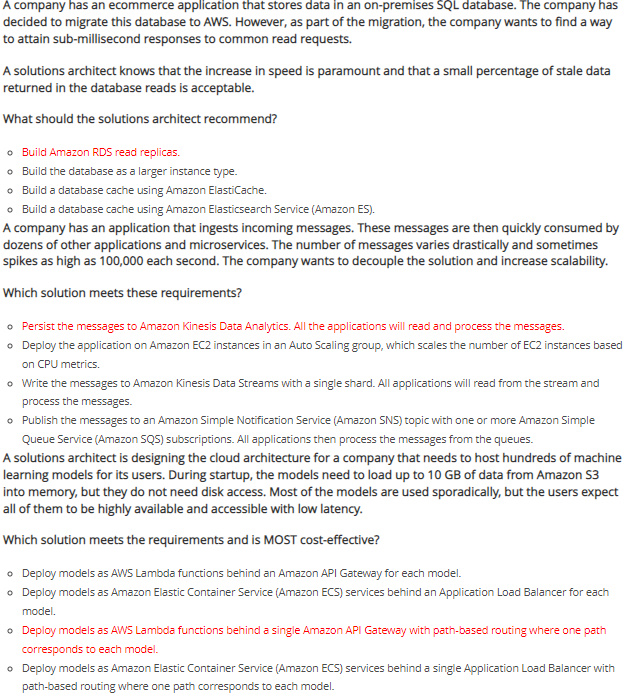 A company has an ecommerce application that stores data in an on-premises SQL database. The company has
decided to migrate this database to AWS. However, as part of the migration, the company wants to find a way
to attain sub-millisecond responses to common read requests.
A solutions architect knows that the increase in speed is paramount and that a small percentage of stale data
returned in the database reads is acceptable.
What should the solutions architect recommend?
Build Amazon RDS read replicas.
Build the database as a larger instance type.
Build a database cache using Amazon ElastiCache.
Build a database cache using Amazon Elasticsearch Service (Amazon ES).
A company has an application that ingests incoming messages. These messages are then quickly consumed by
dozens of other applications and microservices. The number of messages varies drastically and sometimes
spikes as high as 100,000 each second. The company wants to decouple the solution and increase scalability.
Which solution meets these requirements?
Persist the messages to Amazon Kinesis Data Analytics. All the applications will read and process the messages.
Deploy the application on Amazon EC2 instances in an Auto Scaling group, which scales the number of EC2 instances based
on CPU metrics.
Write the messages to Amazon Kinesis Data Streams with a single shard. All applications will read from the stream and
process the messages.
Publish the messages to an Amazon Simple Notification Service (Amazon SNS) topic with one or more Amazon Simple
Queue Service (Amazon SQS) subscriptions. All applications then process the messages from the queues.
A solutions architect is designing the cloud architecture for a company that needs to host hundreds of machine
learning models for its users. During startup, the models need to load up to 10 GB of data from Amazon S3
into memory, but they do not need disk access. Most of the models are used sporadically, but the users expect
all of them to be highly available and accessible with low latency.
Which solution meets the requirements and is MOST cost-effective?
Deploy models as AWS Lambda functions behind an Amazon API Gateway for each model.
Deploy models as Amazon Elastic Container Service (Amazon ECS) services behind an Application Load Balancer for each
model.
Deploy models as AWS Lambda functions behind a single Amazon API Gateway with path-based routing where one path
corresponds to each model.
Deploy models as Amazon Elastic Container Service (Amazon ECS) services behind a single Application Load Balancer with
path-based routing where one path corresponds to each model.